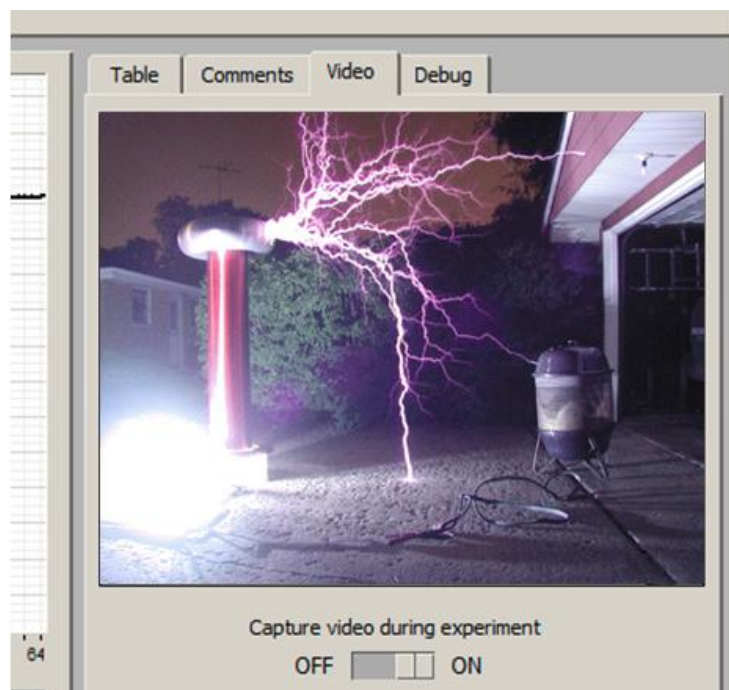 Table Comments Video Debug
64
Capture video during experiment
OFF ON